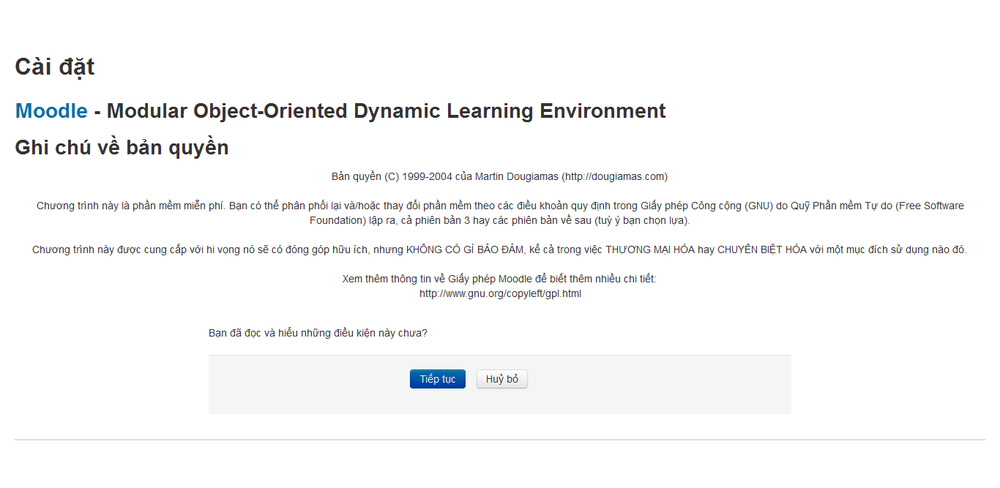 Cài đặt
Moodle - Modular Object-Oriented Dynamic Learning Environment
Ghi chú về bản quyền
Bản quyền (C) 1999-2004 của Martin Dougiamas (http://dougiamas.com)
Chương trình này là phần mềm miễn phí. Bạn có thể phân phối lại và/hoặc thay đổi phần mềm theo các điều khoản quy định trong Giấy phép Công cộng (GNU) do Quỹ Phần mềm Tự do (Free Software
Foundation) lập ra, cả phiên bản 3 hay các phiên bản về sau (tuỳ ý bạn chọn lựa).
Chương trình này được cung cấp với hi vọng nó sẽ có đóng góp hữu ích, nhưng KHÔNG CÓ GÌ BẢO ĐẢM, kể cả trong việc THƯƠNG MẠI HÓA hay CHUYÊN BIỆT HÓA với một mục đích sử dụng nào đó.
Xem thêm thông tin về Giấy phép Moodle để biết thêm nhiều chi tiết:
http://www.gnu.org/copyleft/gpl.html
Bạn đã đọc và hiểu những điều kiện này chưa?
Tiếp tục Huỷ bỏ